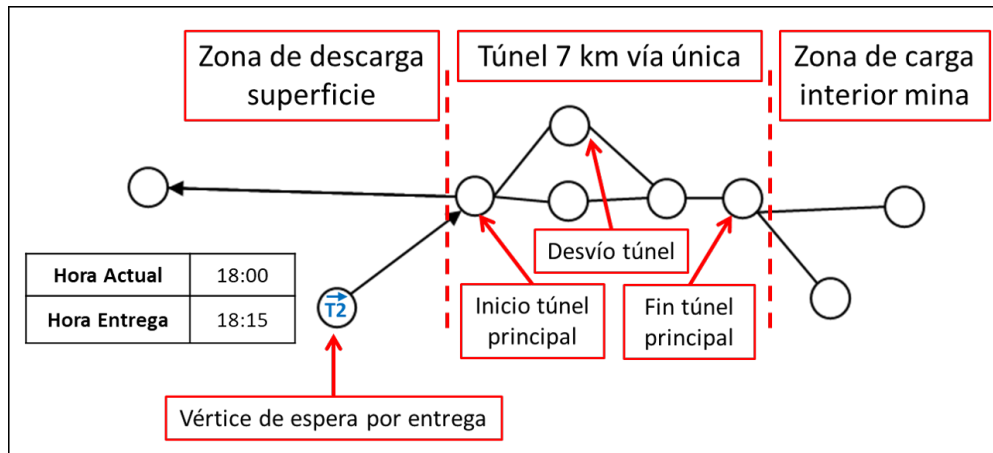 Zona de descarga
superficie
Túnel 7 km vía única
Zona de carga
interior mina
Desvío túnel
Hora Actual 18:00
Hora Entrega 18:15
T2
Inicio túnel
principal
Fin túnel
principal
Vértice de espera por entrega